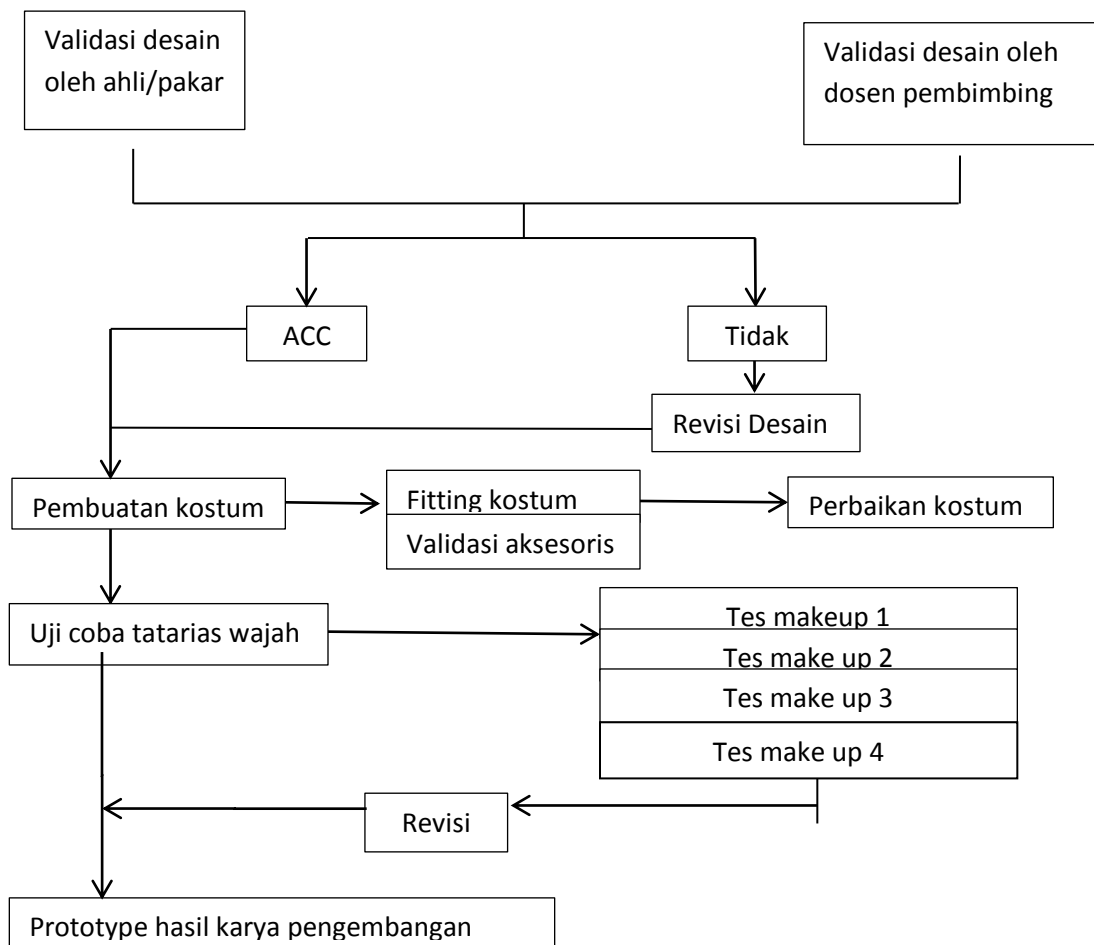 Validasi desain
oleh ahli/pakar
Validasi desain oleh
dosen pembimbing
ACC
Tidak
Revisi Desain
Pembuatan kostum
Fitting kostum
Validasi aksesoris
Perbaikan kostum
Uji coba tatarias wajah
Tes makeup 1
Tes make up 2
Tes make up 3
Tes make up 4
Revisi
Prototype hasil karya pengembangan